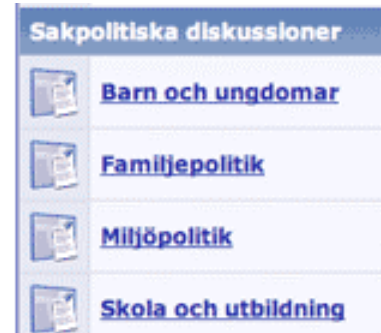 Sakpolitiska diskussioner
Barn och ungdomar
Familjepolitik
Miljöpolitik
Skola och utbildning